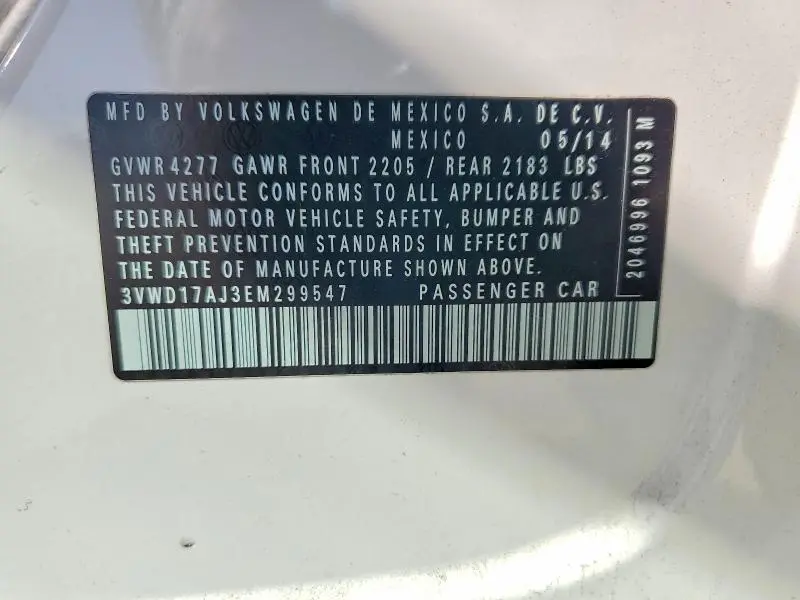 MFD BY VOLKSWAGEN DE MEXICO S.A. DE C.V.
MEXICO 05/14
GVWR 4277 GAWR FRONT 2205 / REAR 2183 LBS
THIS VEHICLE CONFORMS TO ALL APPLICABLE U.S.
FEDERAL MOTOR VEHICLE SAFETY, BUMPER AND
THEFT PREVENTION STANDARDS IN EFFECT ON
THE DATE OF MANUFACTURE SHOWN ABOVE.
3VWD17AJ3EM299547 PASSENGER CAR
2046996 1093 M